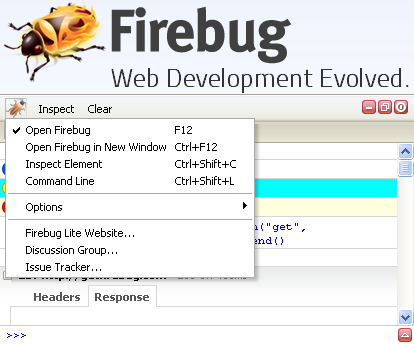 Firebug
Web Development Evolved.
Inspect Clear
Open Firebug F12
Open Firebug in New Window Ctrl+F12
Inspect Element Ctrl+Shift+C
Command Line Ctrl+Shift+L
Options
("get",
Firebug Lite Website...
end()
Discussion Group...
Issue Tracker...
Headers Response
>>>